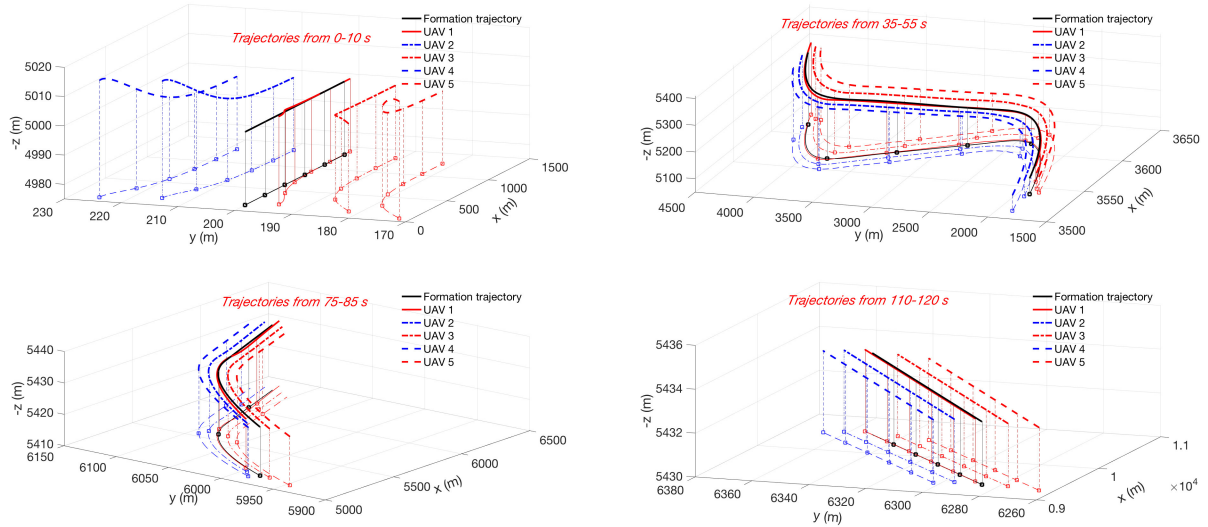 Trajectories from 0-10 s
Formation trajectory
UAV 1
UAV 2
UAV 3
UAV 4
UAV 5
5020
5010
5000
4990
4980
-z (m)
230
220
210
200
190
180
170
y (m)
0
500
1000
1500
x (m)
Trajectories from 35-55 s
Formation trajectory
UAV 1
UAV 2
UAV 3
UAV 4
UAV 5
5400
5300
5200
5100
-z (m)
4500
4000
3500
3000
2500
2000
1500
y (m)
3500
3550
3600
3650
x (m)
Trajectories from 75-85 s
Formation trajectory
UAV 1
UAV 2
UAV 3
UAV 4
UAV 5
5440
5430
5420
5410
-z (m)
6150
6100
6050
6000
5950
5900
y (m)
5000
5500
6000
6500
x (m)
Trajectories from 110-120 s
Formation trajectory
UAV 1
UAV 2
UAV 3
UAV 4
UAV 5
5436
5434
5432
5430
-z (m)
6380
6360
6340
6320
6300
6280
6260
y (m)
0.9
1
1.1
x (m)
×10⁴